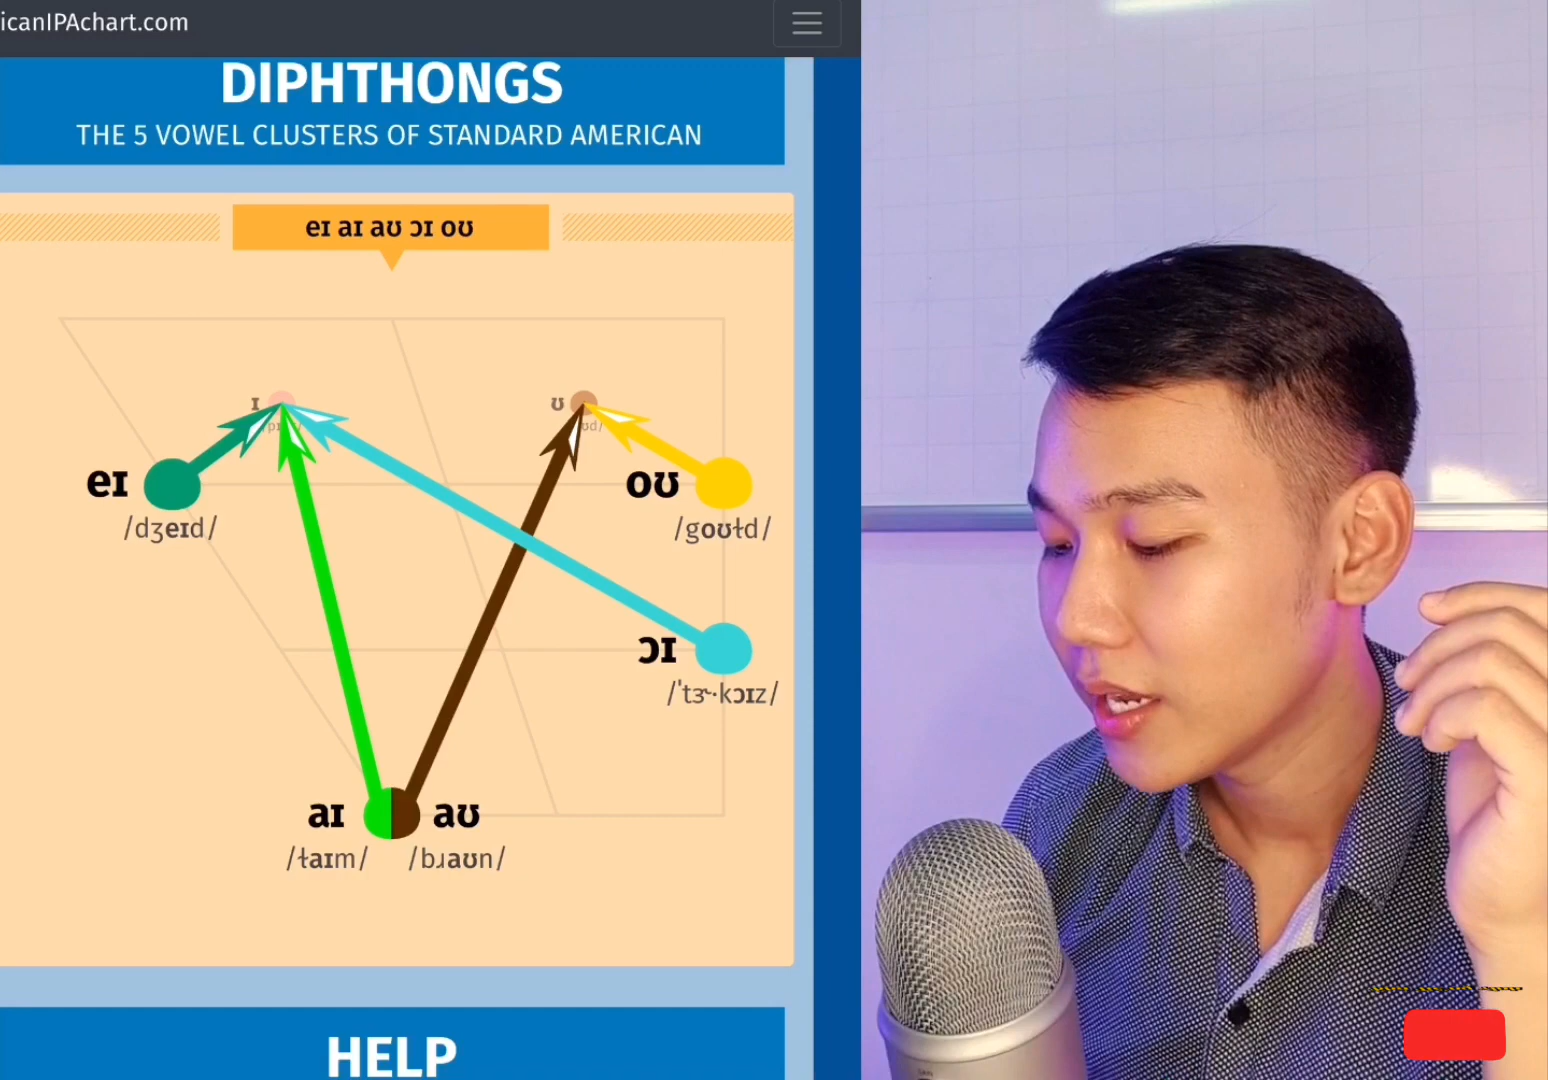 icanIPAchart.com
DIPHTHONGS
THE 5 VOWEL CLUSTERS OF STANDARD AMERICAN
eɪ aɪ aʊ ɔɪ oʊ
ɪ
ʊ
eɪ
/dʒeɪd/
oʊ
/goʊɫd/
ɔɪ
/ˈtɜ˞·kɔɪz/
aɪ
aʊ
/ɫaɪm/
/bɹaʊn/
HELP